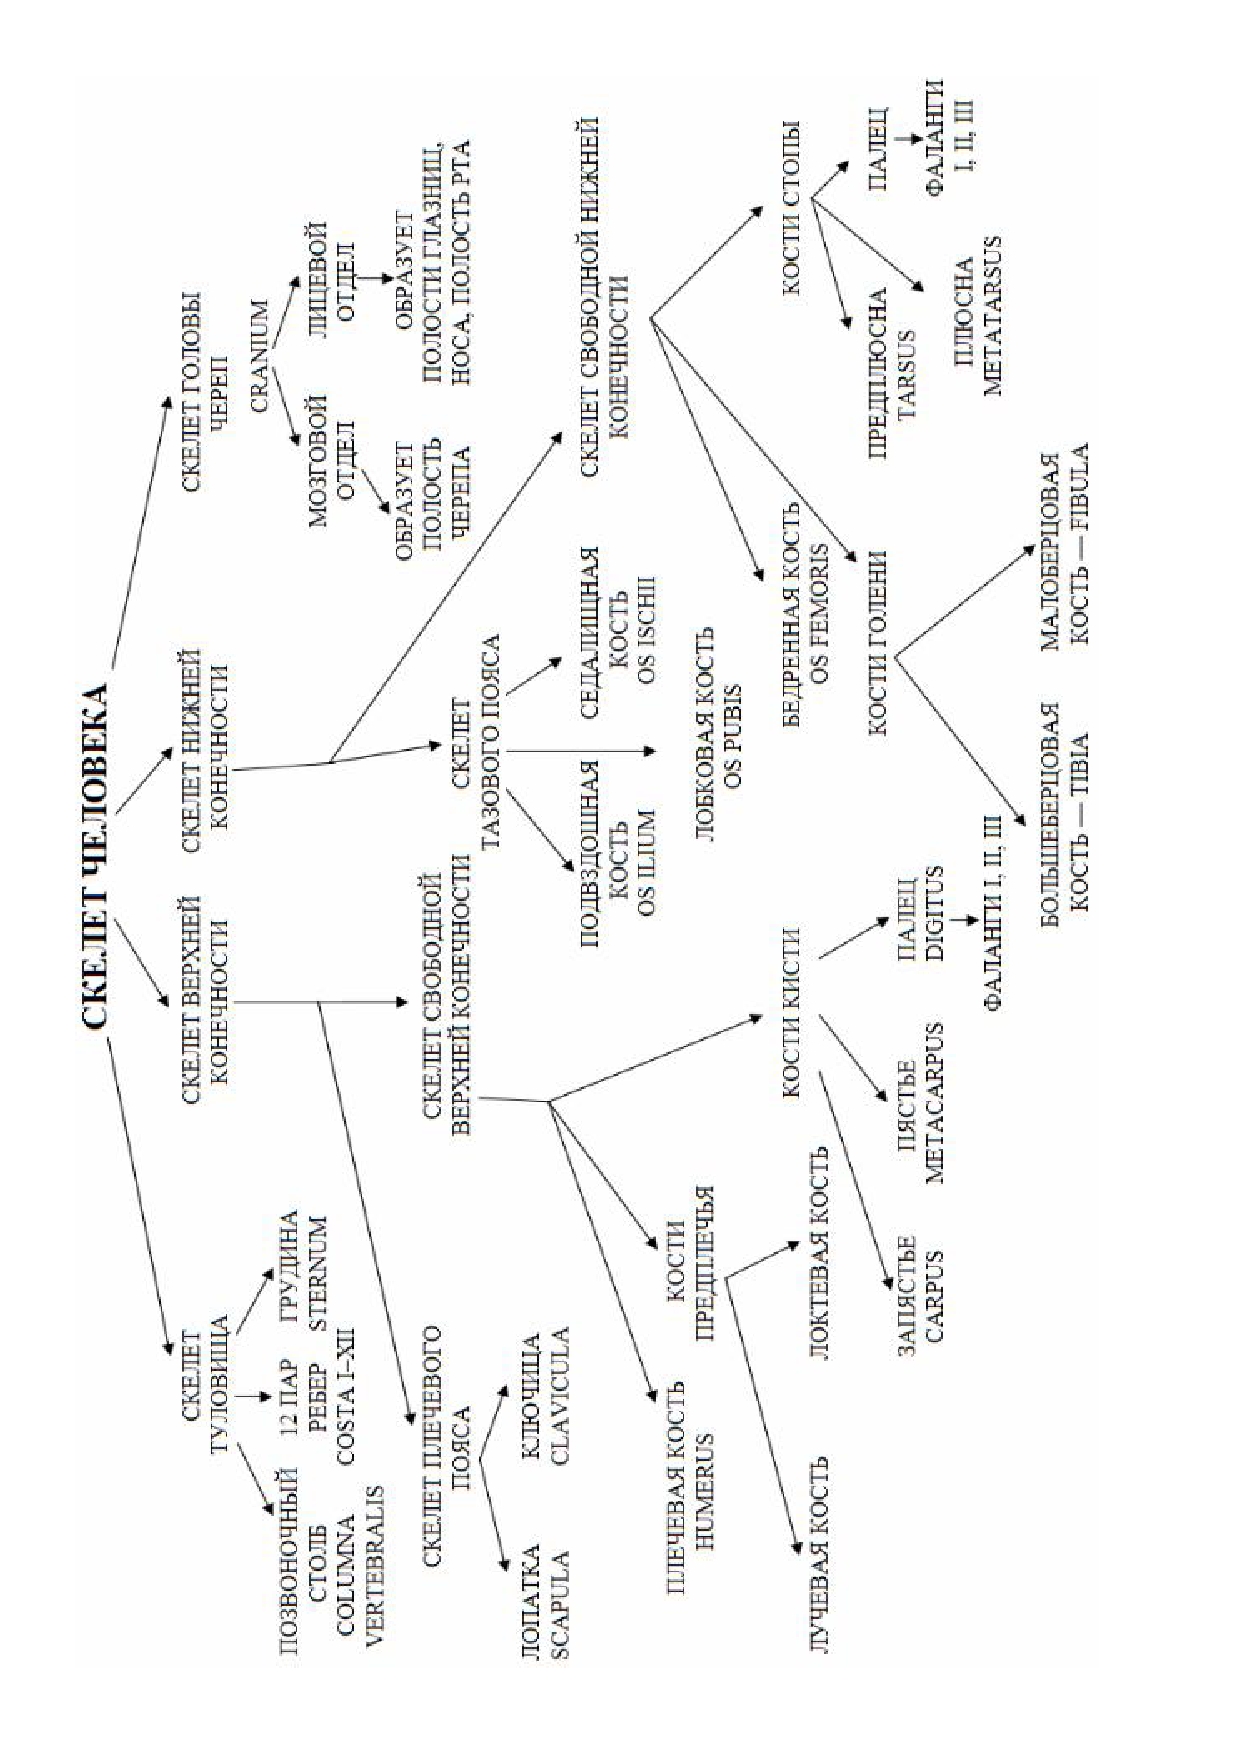 СКЕЛЕТ ЧЕЛОВЕКА
СКЕЛЕТ
ТУЛОВИЩА
СКЕЛЕТ ВЕРХНЕЙ
КОНЕЧНОСТИ
СКЕЛЕТ НИЖНЕЙ
КОНЕЧНОСТИ
СКЕЛЕТ ГОЛОВЫ
ЧЕРЕП
CRANIUM
ПОЗВОНОЧНЫЙ
СТОЛБ
COLUMNA
VERTEBRALIS
12 ПАР
РЕБЕР
COSTA I–XII
ГРУДИНА
STERNUM
МОЗГОВОЙ
ОТДЕЛ
ЛИЦЕВОЙ
ОТДЕЛ
ОБРАЗУЕТ
ПОЛОСТЬ
ЧЕРЕПА
ОБРАЗУЕТ
ПОЛОСТИ ГЛАЗНИЦ,
НОСА, ПОЛОСТЬ РТА
СКЕЛЕТ ПЛЕЧЕВОГО
ПОЯСА
СКЕЛЕТ СВОБОДНОЙ
ВЕРХНЕЙ КОНЕЧНОСТИ
СКЕЛЕТ
ТАЗОВОГО ПОЯСА
ЛОПАТКА
SCAPULA
КЛЮЧИЦА
CLAVICULA
ПОДВЗДОШНАЯ
КОСТЬ
OS ILIUM
СЕДАЛИЩНАЯ
КОСТЬ
OS ISCHII
СКЕЛЕТ СВОБОДНОЙ НИЖНЕЙ
КОНЕЧНОСТИ
ПЛЕЧЕВАЯ КОСТЬ
HUMERUS
КОСТИ
ПРЕДПЛЕЧЬЯ
ЛОБКОВАЯ КОСТЬ
OS PUBIS
ЛУЧЕВАЯ КОСТЬ
ЛОКТЕВАЯ КОСТЬ
КОСТИ КИСТИ
БЕДРЕННАЯ КОСТЬ
OS FEMORIS
КОСТИ СТОПЫ
ЗАПЯСТЬЕ
CARPUS
ПЯСТЬЕ
METACARPUS
ПАЛЕЦ
DIGITUS
ФАЛАНГИ I, II, III
КОСТИ ГОЛЕНИ
ПРЕДПЛЮСНА
TARSUS
ПЛЮСНА
METATARSUS
ПАЛЕЦ
ФАЛАНГИ
I, II, III
БОЛЬШЕБЕРЦОВАЯ
КОСТЬ — TIBIA
МАЛОБЕРЦОВАЯ
КОСТЬ — FIBULA